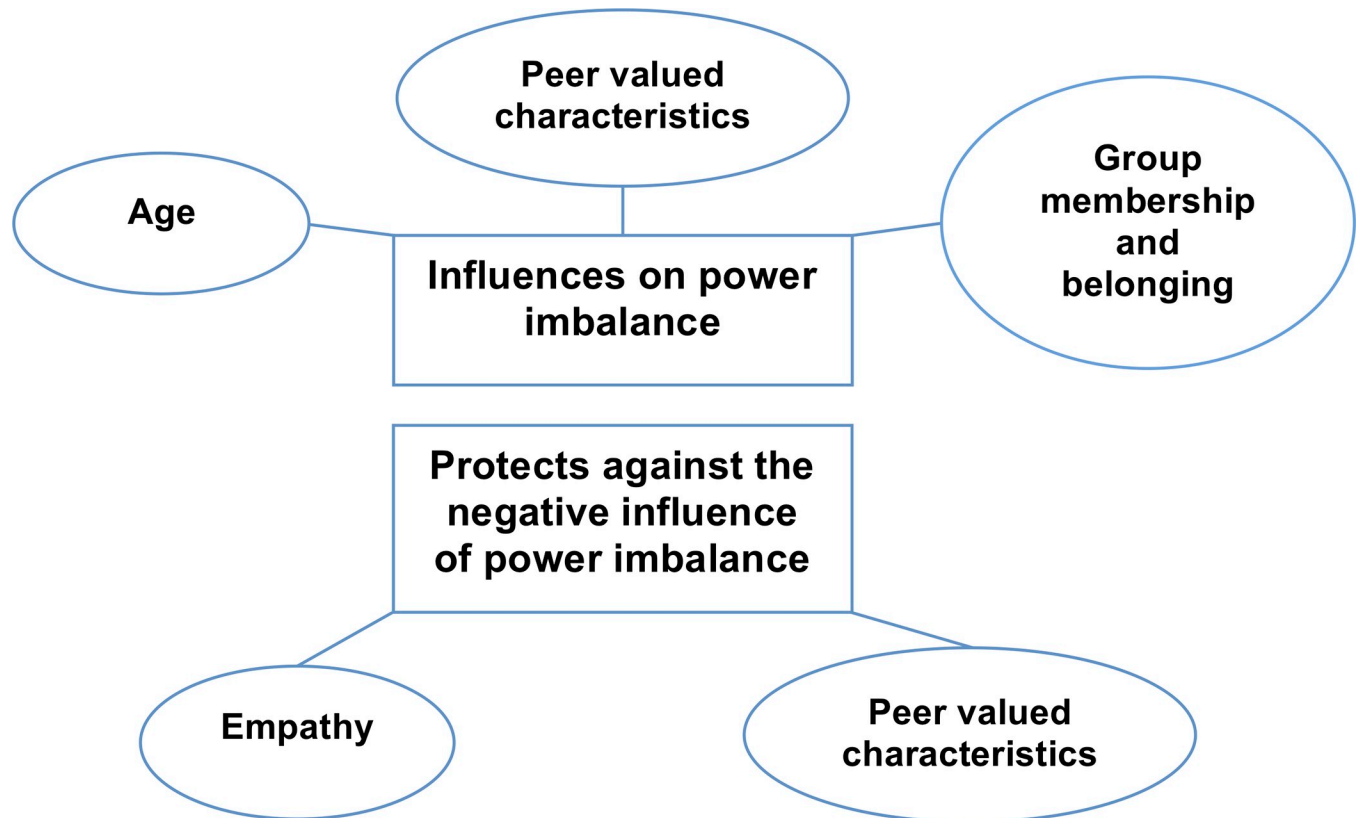 Peer valued
characteristics
Age
Group
membership
and
belonging
Influences on power
imbalance
Protects against the
negative influence
of power imbalance
Empathy
Peer valued
characteristics